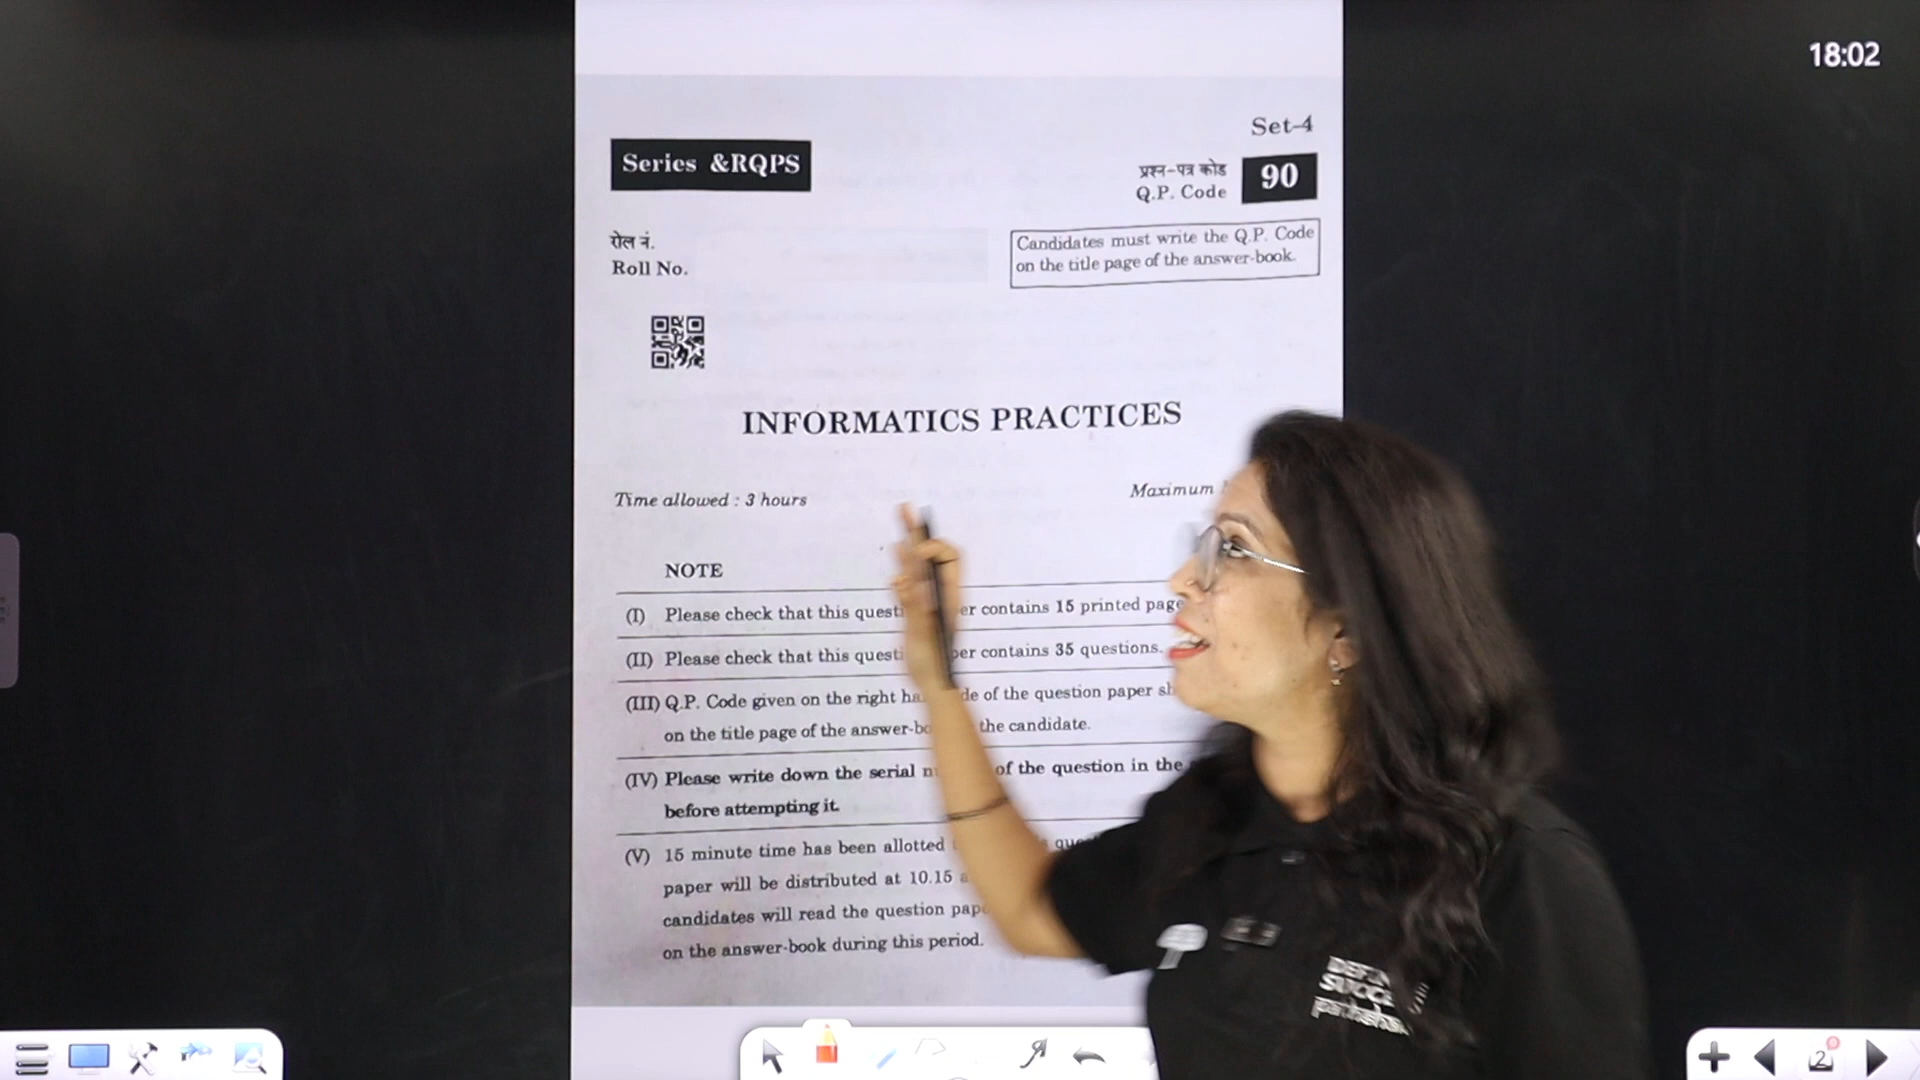 18:02
Set-4
Series &RQPS
प्रश्न-पत्र कोड
Q.P. Code
90
रोल नं.
Roll No.
Candidates must write the Q.P. Code
on the title page of the answer-book.
INFORMATICS PRACTICES
Time allowed : 3 hours
Maximum
NOTE
(I) Please check that this questi er contains 15 printed page
(II) Please check that this questi per contains 35 questions.
(III) Q.P. Code given on the right ha de of the question paper sh
on the title page of the answer-bo the candidate.
(IV) Please write down the serial n of the question in the
before attempting it.
(V) 15 minute time has been allotted que
paper will be distributed at 10.15
candidates will read the question pap
on the answer-book during this period.
2